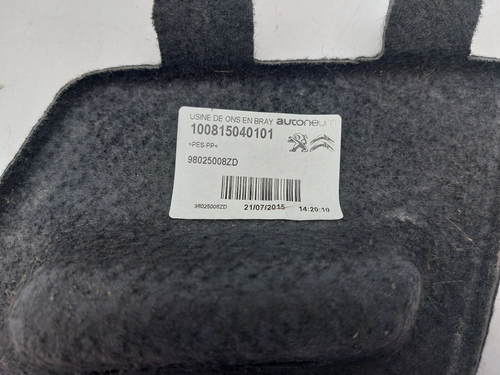 USINE DE ONS EN BRAY autoneum
100815040101
>PES-PP<
98025008ZD
98025008ZD 21/07/2015 14:20:10